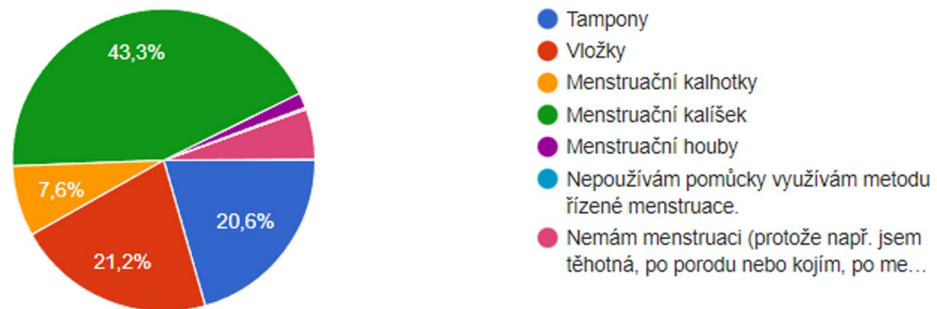 43,3%
7,6%
21,2%
20,6%
Tampony
Vložky
Menstruační kalhotky
Menstruační kalíšek
Menstruační houby
Nepoužívám pomůcky využívám metodu
řízené menstruace.
Nemám menstruaci (protože např. jsem
těhotná, po porodu nebo kojím, po me…